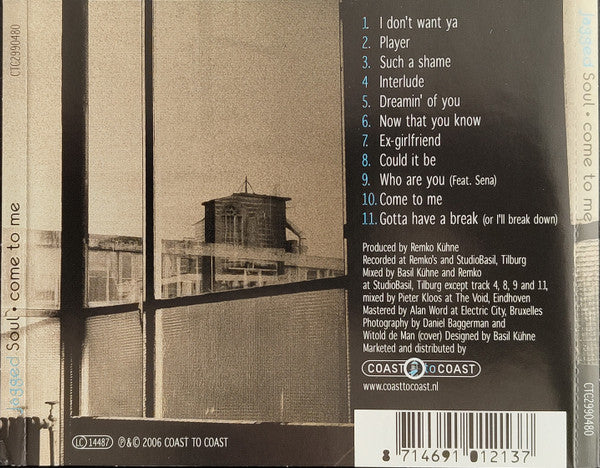 CTC2990480
Jagged Soul • come to me
1. I don't want ya
2. Player
3. Such a shame
4 Interlude
5. Dreamin' of you
6. Now that you know
7. Ex-girlfriend
8. Could it be
9. Who are you (Feat. Sena)
10. Come to me
11. Gotta have a break (or I'll break down)
Produced by Remko Kühne
Recorded at Remko's and StudioBasil, Tilburg
Mixed by Basil Kühne and Remko
at StudioBasil, Tilburg except track 4, 8, 9 and 11,
mixed by Pieter Kloos at The Void, Eindhoven
Mastered by Alan Word at Electric City, Bruxelles
Photography by Daniel Baggerman and
Witold de Man (cover) Designed by Basil Kühne
Marketed and distributed by
COAST to COAST
www.coasttocoast.nl
LC 14487
℗ & © 2006 COAST TO COAST
8 714691 012137
Jagged Soul • come to me
CTC2990480